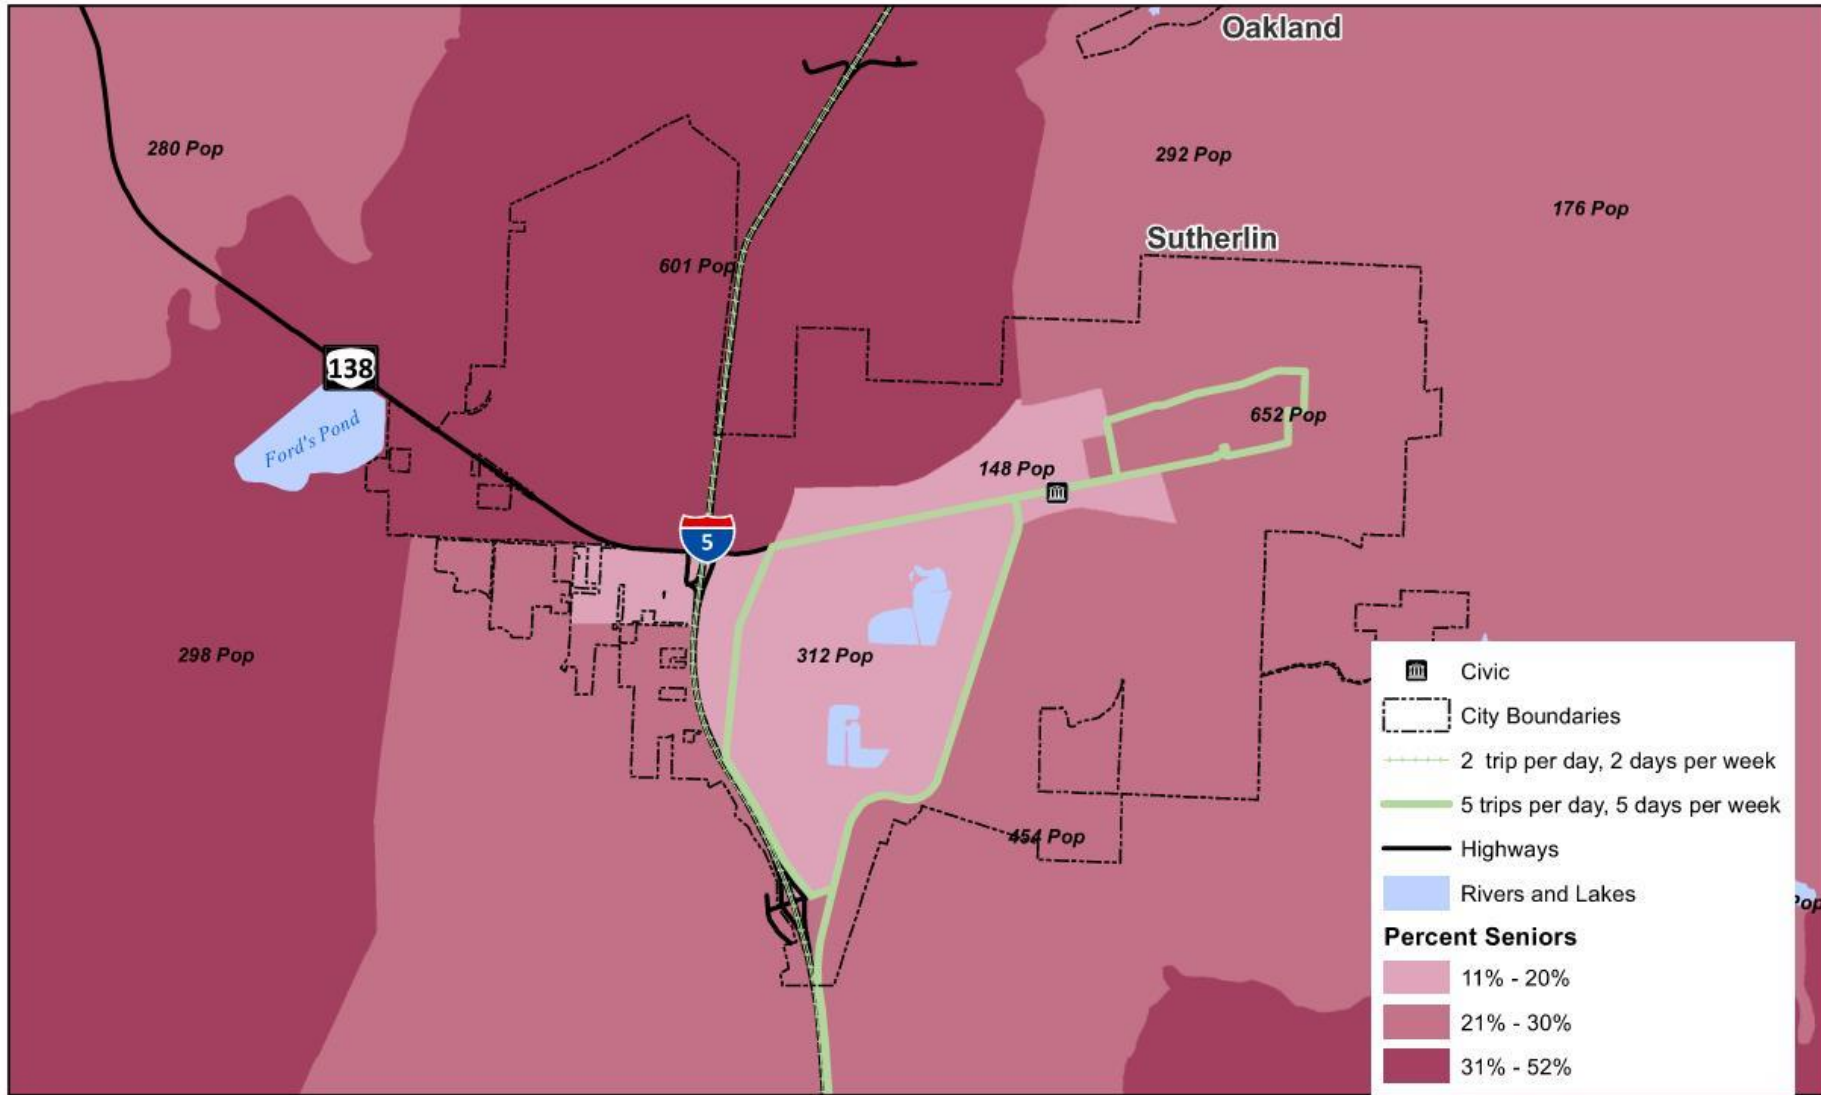 Oakland
280 Pop
292 Pop
176 Pop
Sutherlin
601 Pop
138
Ford's Pond
652 Pop
148 Pop
5
298 Pop
312 Pop
454 Pop
Pop
Civic
City Boundaries
2 trip per day, 2 days per week
5 trips per day, 5 days per week
Highways
Rivers and Lakes
Percent Seniors
11% - 20%
21% - 30%
31% - 52%